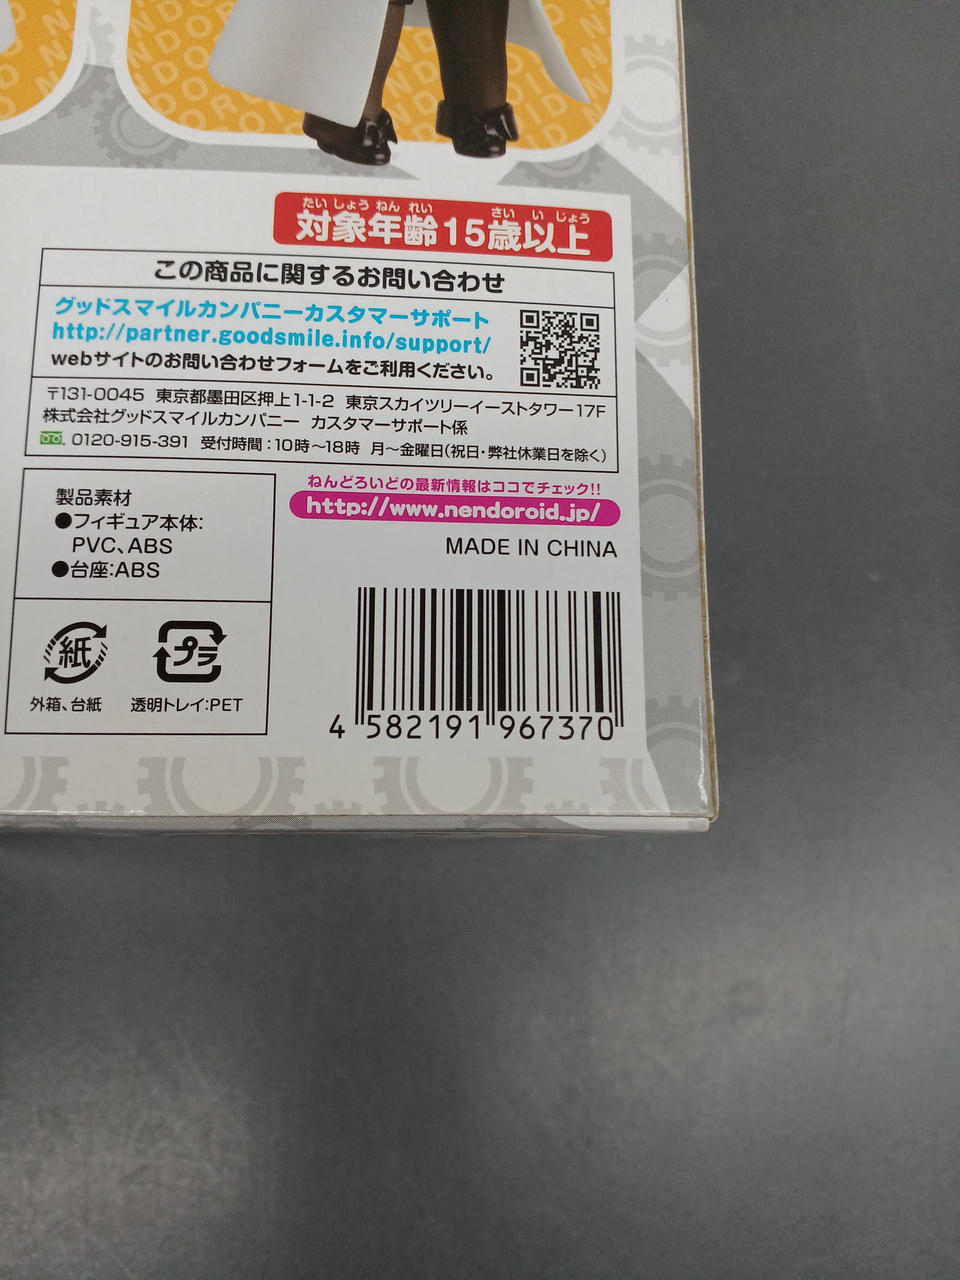 たいしょうねんれい さいいじょう
対象年齢15歳以上
この商品に関するお問い合わせ
グッドスマイルカンパニーカスタマーサポート
http://partner.goodsmile.info/support/
webサイトのお問い合わせフォームをご利用ください。
〒131-0045 東京都墨田区押上1-1-2 東京スカイツリーイーストタワー17F
株式会社グッドスマイルカンパニー カスタマーサポート係
0120-915-391 受付時間:10時〜18時 月〜金曜日(祝日・弊社休業日を除く)
ねんどろいどの最新情報はココでチェック!!
http://www.nendoroid.jp/
MADE IN CHINA
製品素材
●フィギュア本体:
PVC、ABS
●台座:ABS
紙
プラ
外箱、台紙
透明トレイ:PET
4 582191 967370